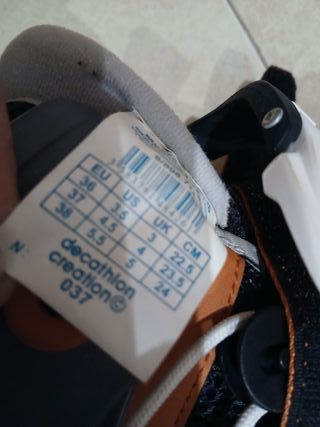 EU US UK CM
36 3.5 3 22.5
37 4.5 4 23.5
38 5.5 5 24
decathlon
creation©
037
N